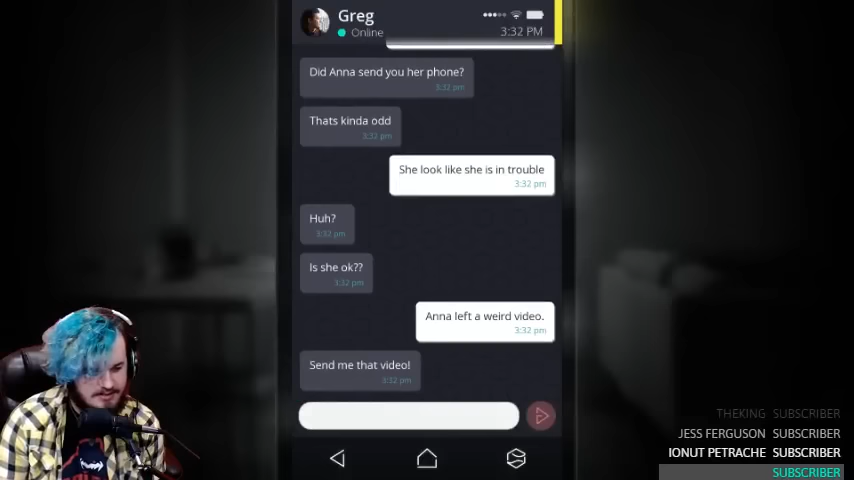 Greg
Online
3:32 PM
Did Anna send you her phone?
3:32 pm
Thats kinda odd
3:32 pm
She look like she is in trouble
3:32 pm
Huh?
3:32 pm
Is she ok??
3:32 pm
Anna left a weird video.
3:32 pm
Send me that video!
3:32 pm
THEKING SUBSCRIBER
JESS FERGUSON SUBSCRIBER
IONUT PETRACHE SUBSCRIBER
SUBSCRIBER